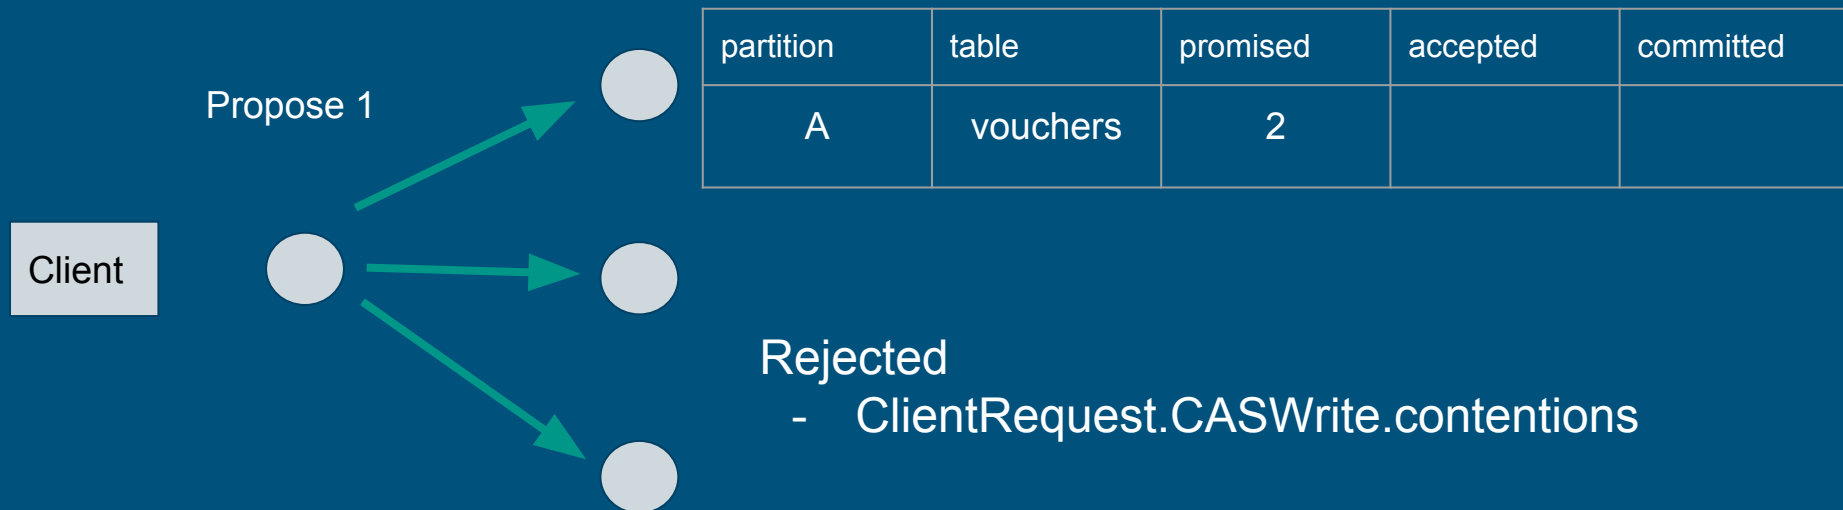 partition table promised accepted committed
A vouchers 2
Propose 1
Client
Rejected
- ClientRequest.CASWrite.contentions